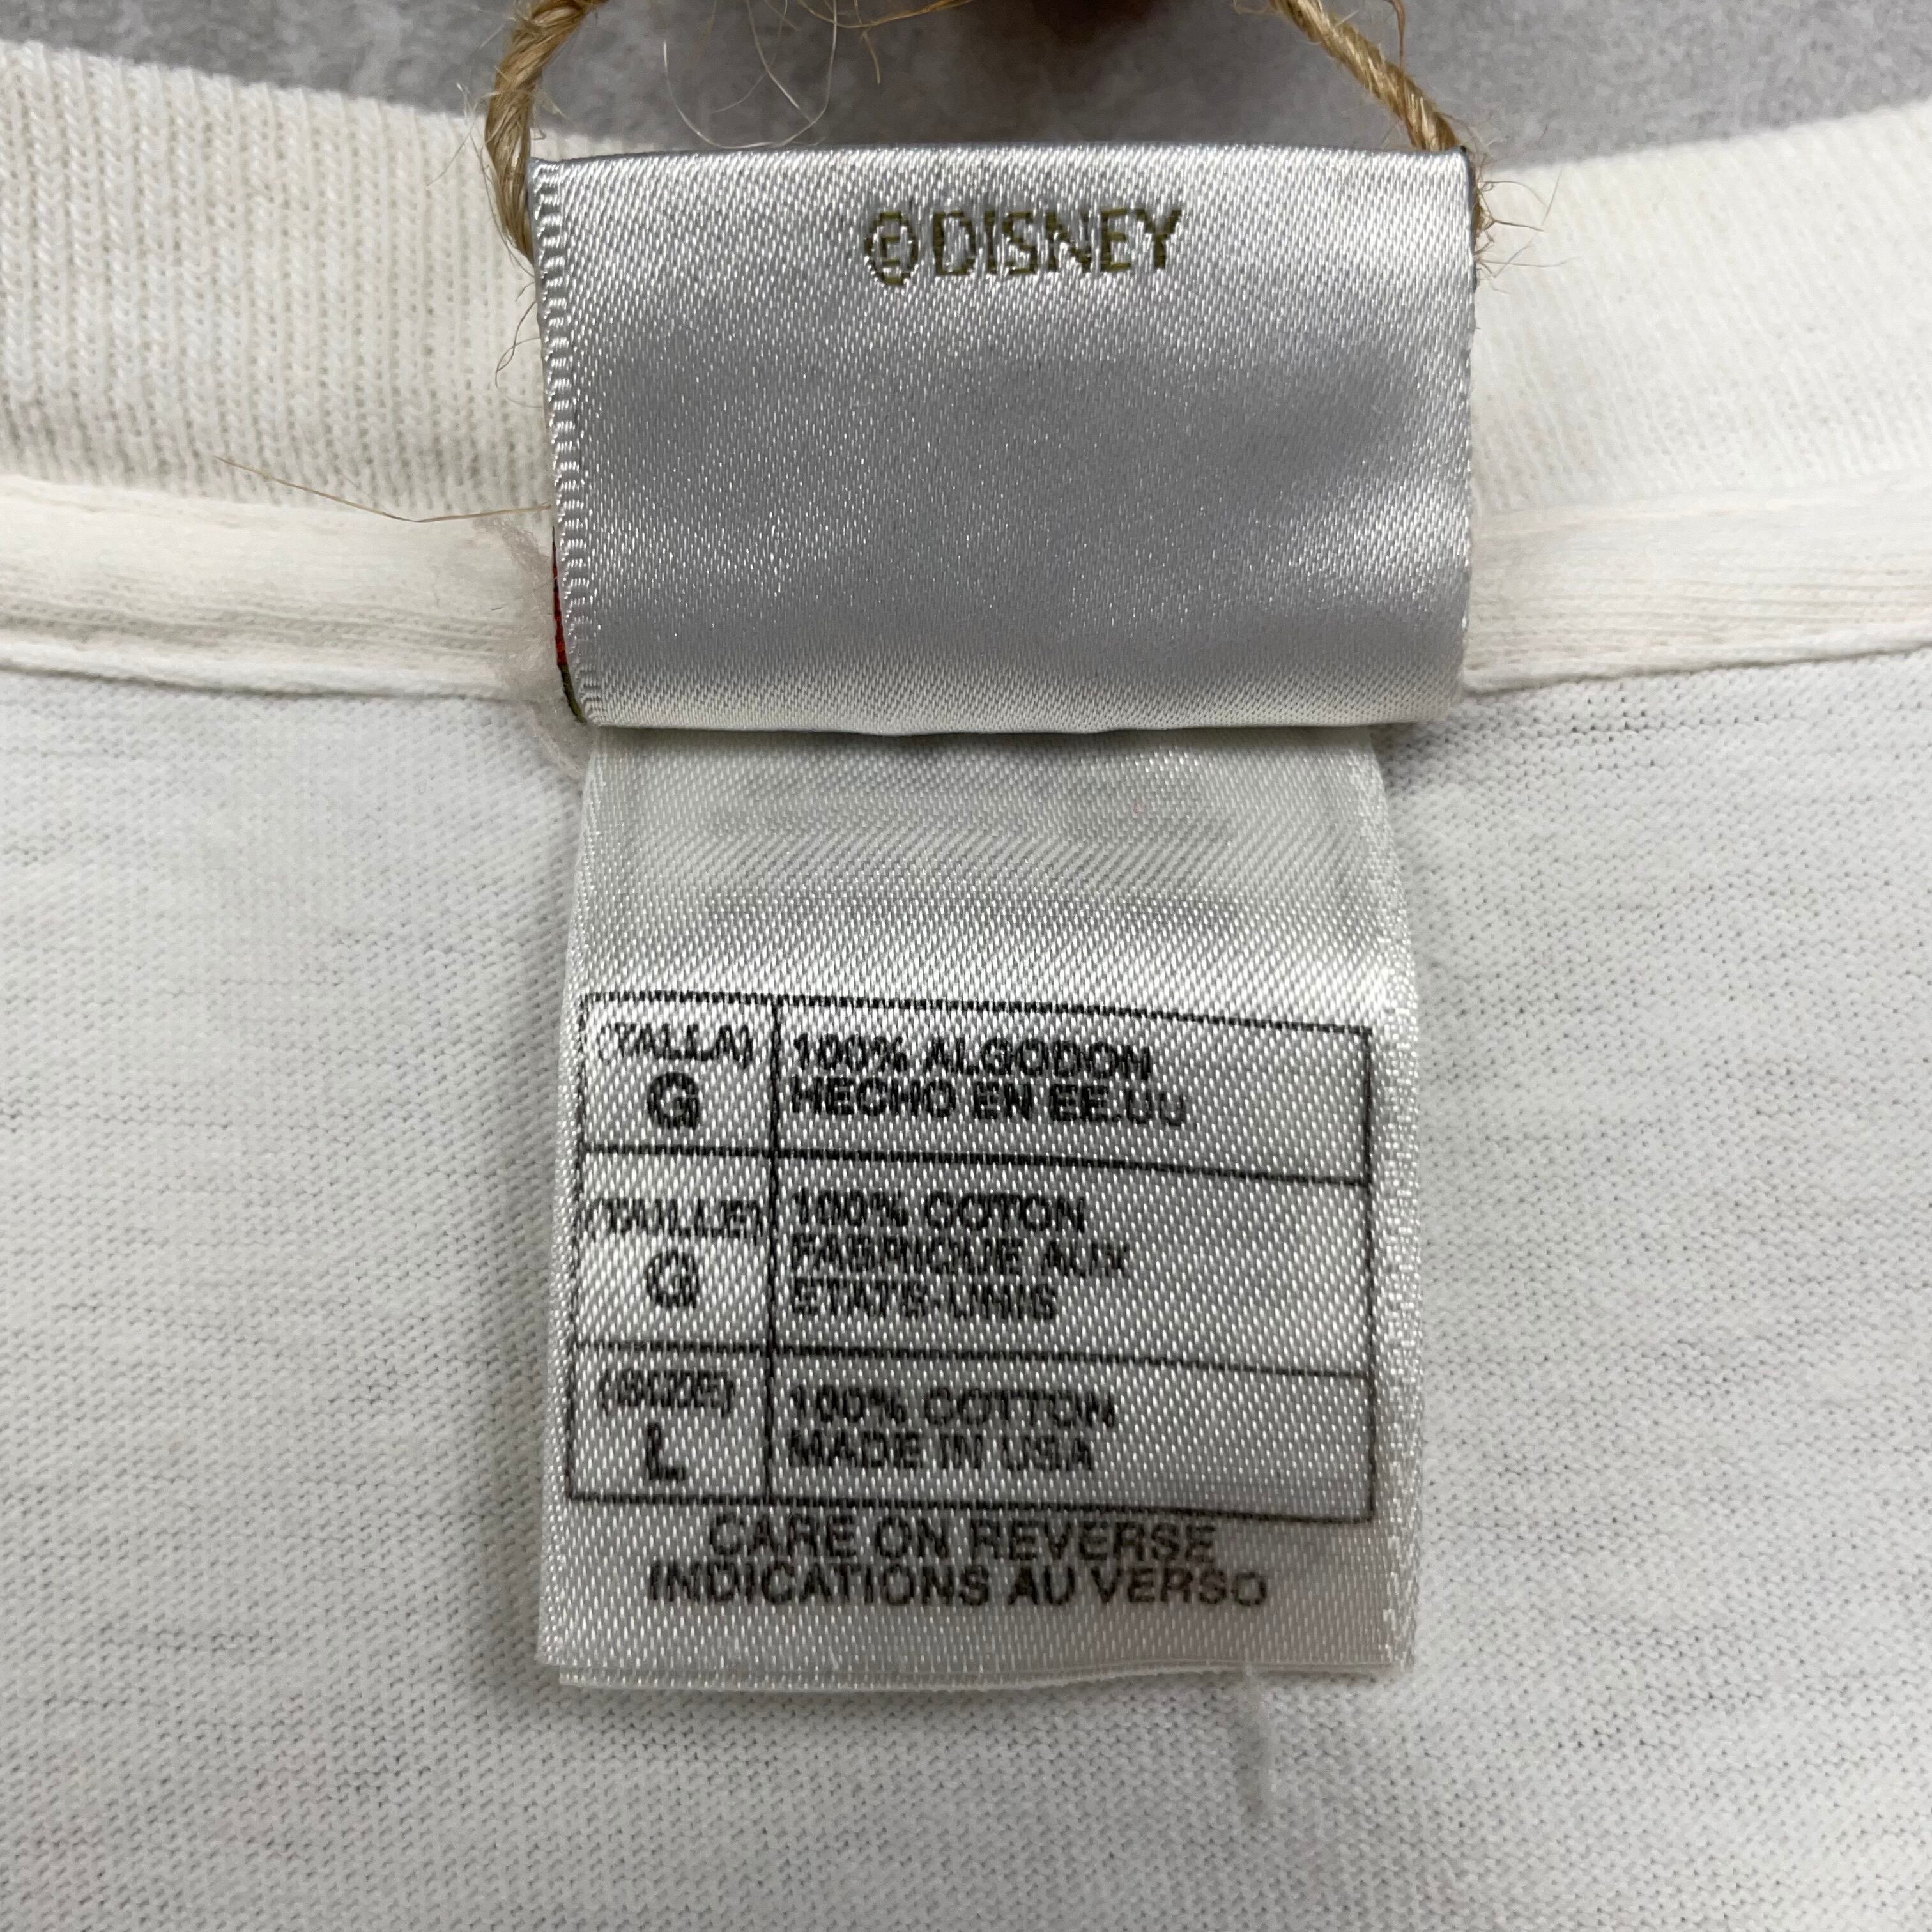 ©DISNEY
(TALLA)
G
100% ALGODON
HECHO EN EE.UU
(TAILLE)
G
100% COTON
FABRIQUE AUX
ETATS-UNIS
(SIZE)
L
100% COTTON
MADE IN USA
CARE ON REVERSE
INDICATIONS AU VERSO